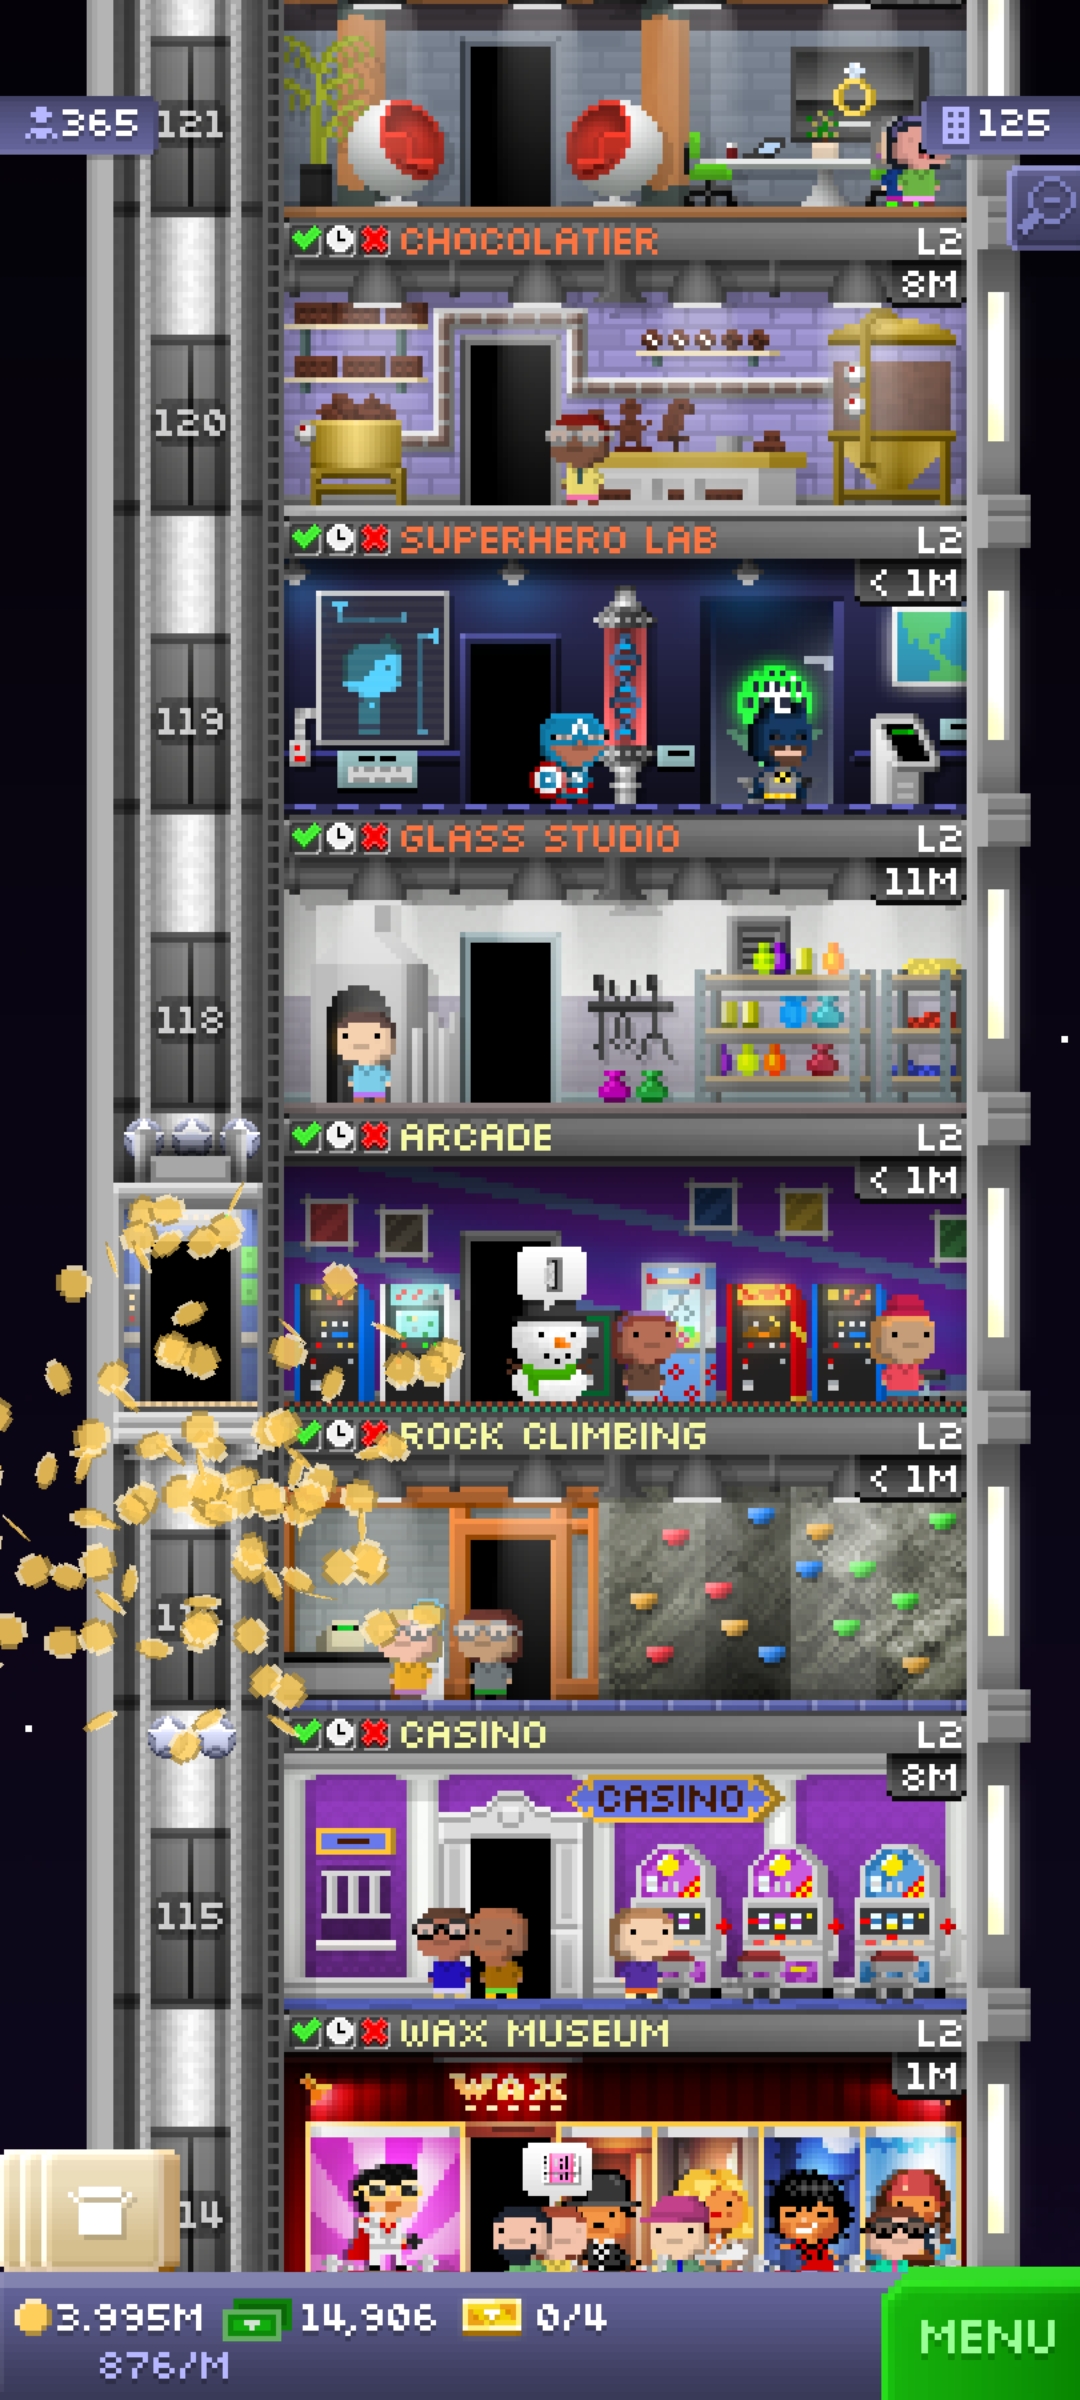 365
121
125
CHOCOLATIER L2
8M
120
SUPERHERO LAB L2
< 1M
119
GLASS STUDIO L2
11M
118
ARCADE L2
< 1M
ROCK CLIMBING L2
< 1M
CASINO L2
8M
CASINO
115
WAX MUSEUM L2
1M
WAX
14
3.995M 14,906 0/4
MENU
876/M